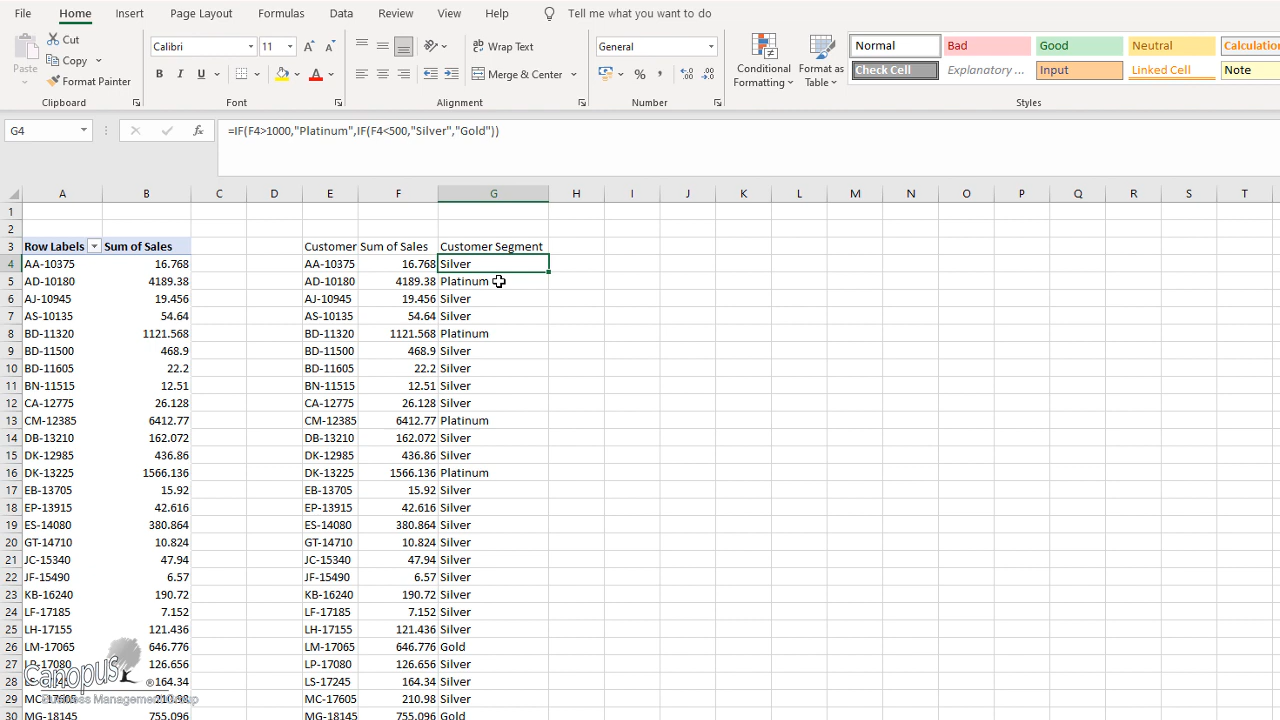 File Home Insert Page Layout Formulas Data Review View Help Tell me what you want to do
Paste Cut Copy Format Painter Calibri 11 Wrap Text Merge & Center General Conditional Formatting Format as Table Normal Bad Good Neutral Calculation
Check Cell Explanatory ... Input Linked Cell Note
Clipboard Font Alignment Number Styles
G4 fx =IF(F4>1000,"Platinum",IF(F4<500,"Silver","Gold"))
A B C D E F G H I J K L M N O P Q R S T
1
2
3 Row Labels Sum of Sales Customer Sum of Sales Customer Segment
4 AA-10375 16.768 AA-10375 16.768 Silver
5 AD-10180 4189.38 AD-10180 4189.38 Platinum
6 AJ-10945 19.456 AJ-10945 19.456 Silver
7 AS-10135 54.64 AS-10135 54.64 Silver
8 BD-11320 1121.568 BD-11320 1121.568 Platinum
9 BD-11500 468.9 BD-11500 468.9 Silver
10 BD-11605 22.2 BD-11605 22.2 Silver
11 BN-11515 12.51 BN-11515 12.51 Silver
12 CA-12775 26.128 CA-12775 26.128 Silver
13 CM-12385 6412.77 CM-12385 6412.77 Platinum
14 DB-13210 162.072 DB-13210 162.072 Silver
15 DK-12985 436.86 DK-12985 436.86 Silver
16 DK-13225 1566.136 DK-13225 1566.136 Platinum
17 EB-13705 15.92 EB-13705 15.92 Silver
18 EP-13915 42.616 EP-13915 42.616 Silver
19 ES-14080 380.864 ES-14080 380.864 Silver
20 GT-14710 10.824 GT-14710 10.824 Silver
21 JC-15340 47.94 JC-15340 47.94 Silver
22 JF-15490 6.57 JF-15490 6.57 Silver
23 KB-16240 190.72 KB-16240 190.72 Silver
24 LF-17185 7.152 LF-17185 7.152 Silver
25 LH-17155 121.436 LH-17155 121.436 Silver
26 LM-17065 646.776 LM-17065 646.776 Gold
27 LP-17080 126.656 LP-17080 126.656 Silver
28 164.34 LS-17245 164.34 Silver
29 MC-17605 210.98 MC-17605 210.98 Silver
30 MG-18145 755.096 MG-18145 755.096 Gold
Canopus ®
Business Management Group